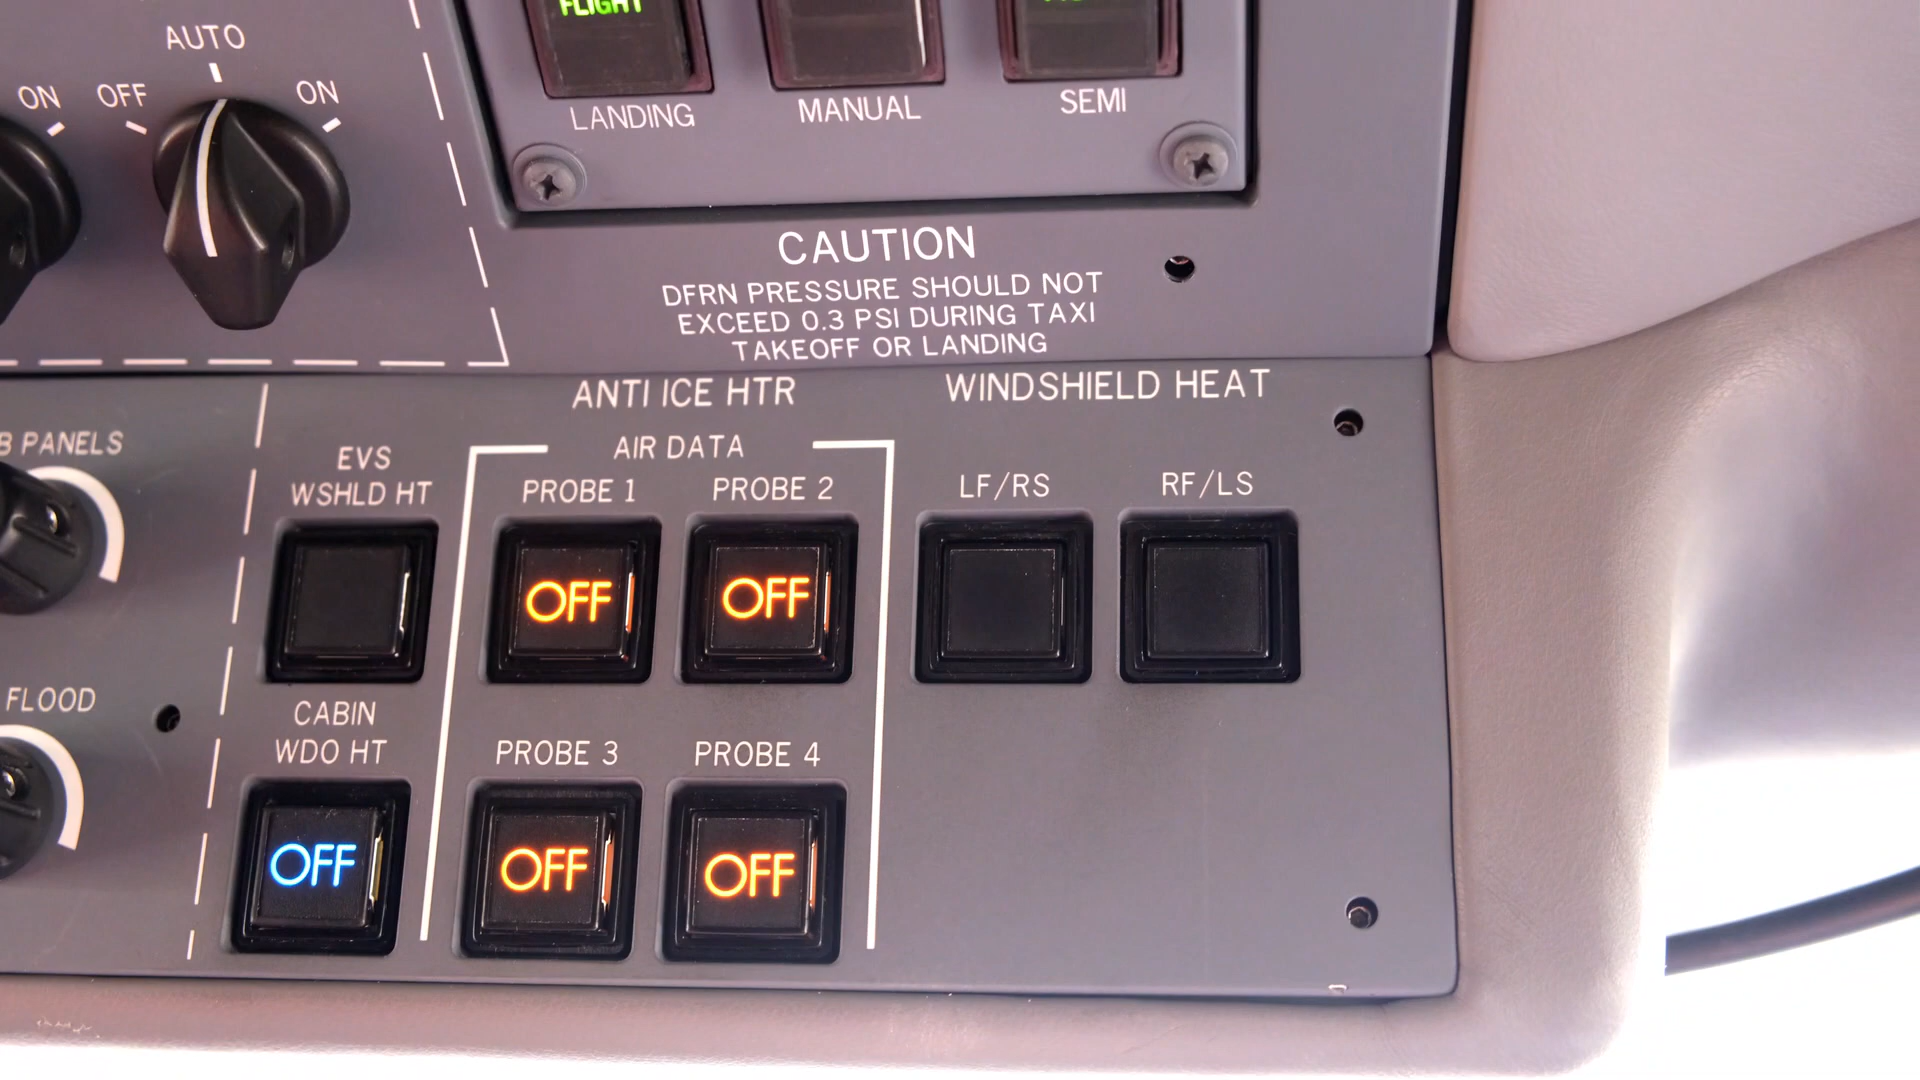 AUTO
ON
OFF
ON
FLIGHT
LANDING
MANUAL
SEMI
CAUTION
DFRN PRESSURE SHOULD NOT
EXCEED 0.3 PSI DURING TAXI
TAKEOFF OR LANDING
ANTI ICE HTR
WINDSHIELD HEAT
B PANELS
EVS
WSHLD HT
AIR DATA
PROBE 1
PROBE 2
LF/RS
RF/LS
OFF
OFF
FLOOD
CABIN
WDO HT
PROBE 3
PROBE 4
OFF
OFF
OFF